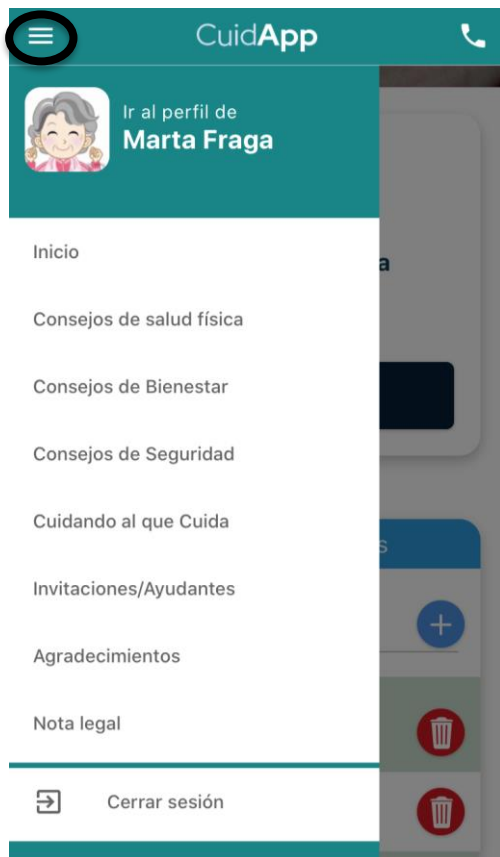 CuidApp
Ir al perfil de
Marta Fraga
Inicio
a
Consejos de salud física
Consejos de Bienestar
Consejos de Seguridad
Cuidando al que Cuida
s
Invitaciones/Ayudantes
Agradecimientos
Nota legal
Cerrar sesión